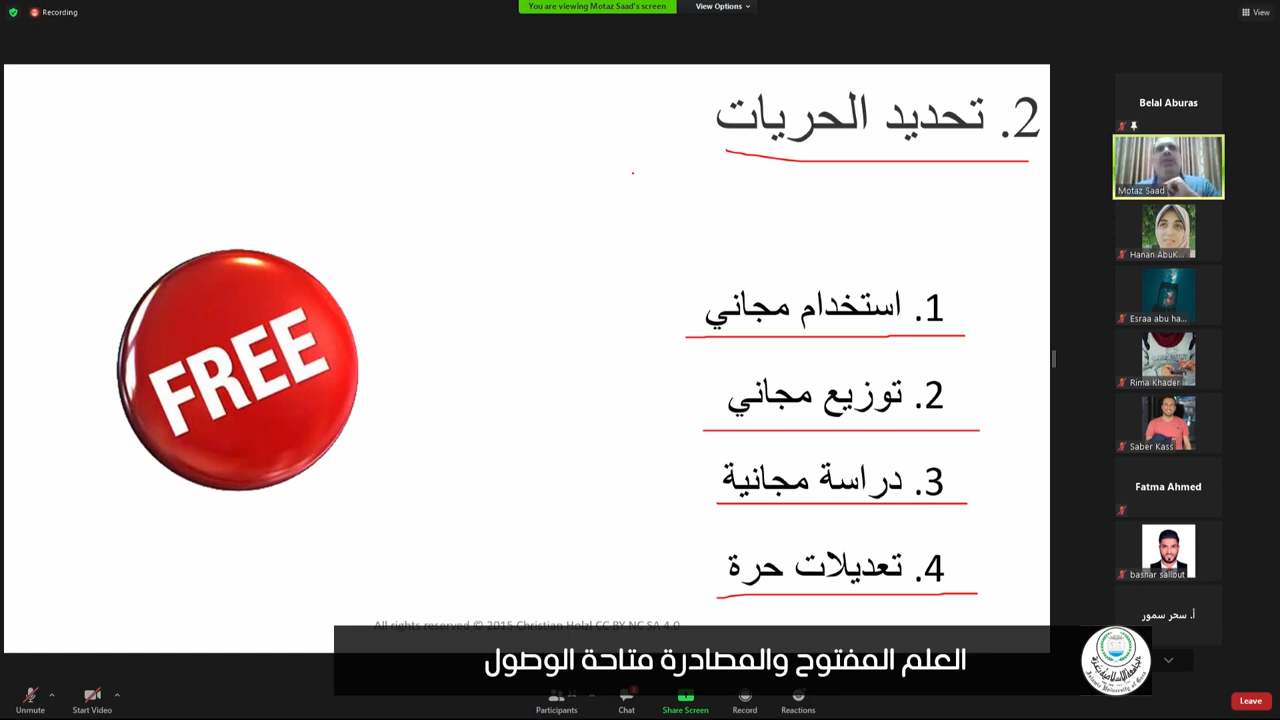 Recording
You are viewing Motaz Saad's screen
View Options
View
2. تحديد الحريات
FREE
1. استخدام مجاني
2. توزيع مجاني
3. دراسة مجانية
4. تعديلات حرة
All rights reserved © 2015 Christian Holzl CC BY NC SA 4.0
العلم المفتوح والمصادرة متاحة الوصول
Belal Aburas
Motaz Saad
Hanan AbuK...
Esraa abu ha...
Rima Khader
Saber Kass
Fatma Ahmed
bashar sallout
أ. سحر سمور
Unmute
Start Video
Participants
Chat
Share Screen
Record
Reactions
Leave